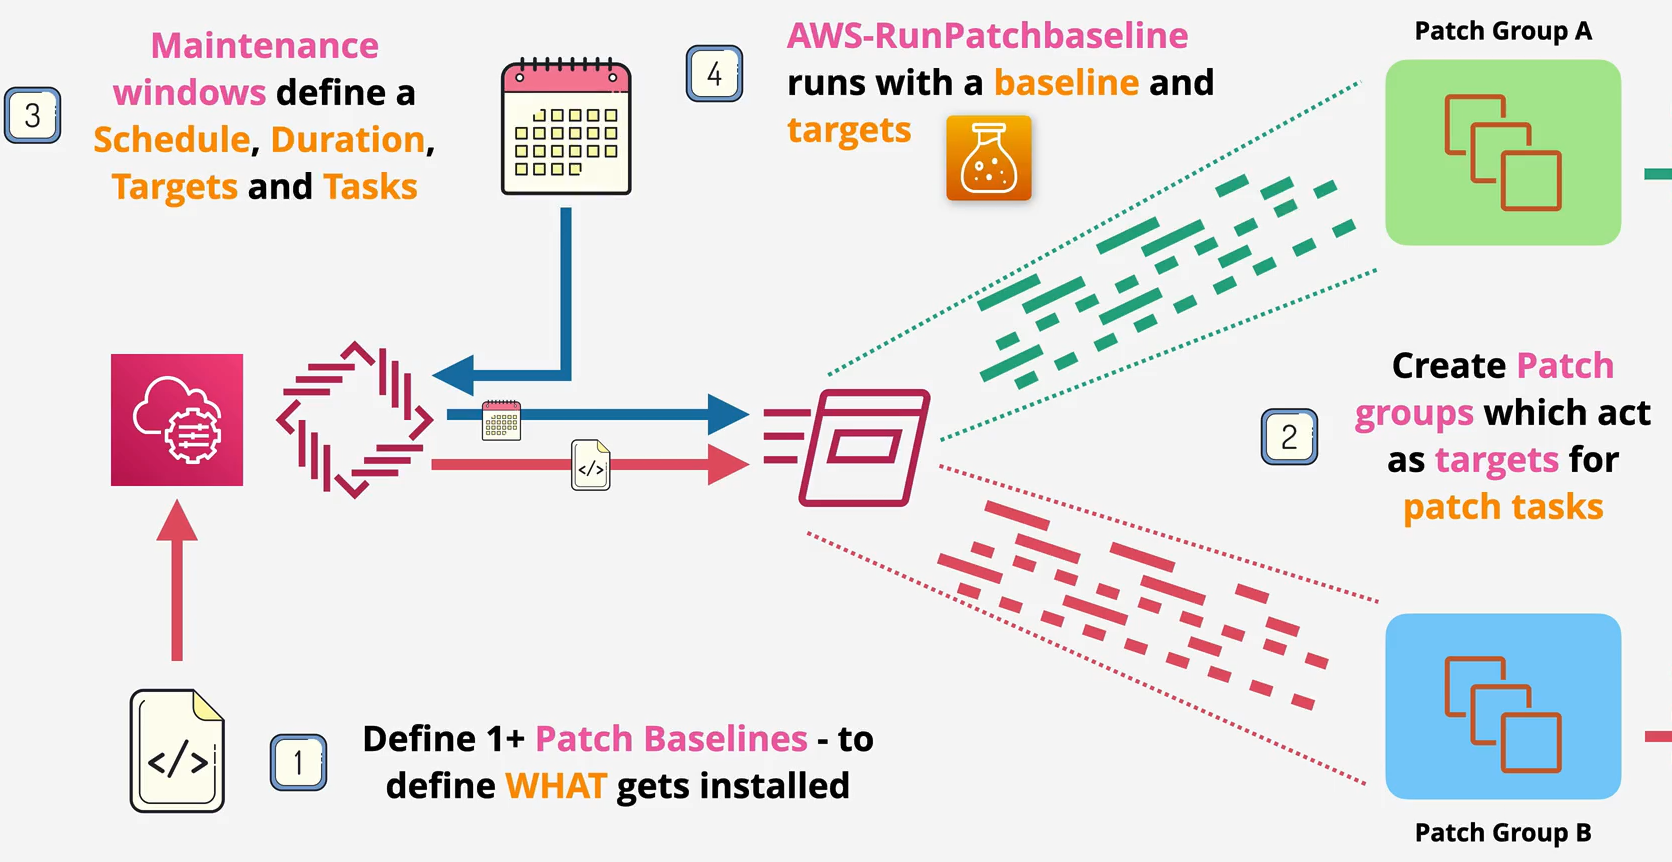 3
Maintenance
windows define a
Schedule, Duration,
Targets and Tasks
4
AWS-RunPatchbaseline
runs with a baseline and
targets
Patch Group A
2
Create Patch
groups which act
as targets for
patch tasks
</>
</>
1
Define 1+ Patch Baselines - to
define WHAT gets installed
Patch Group B